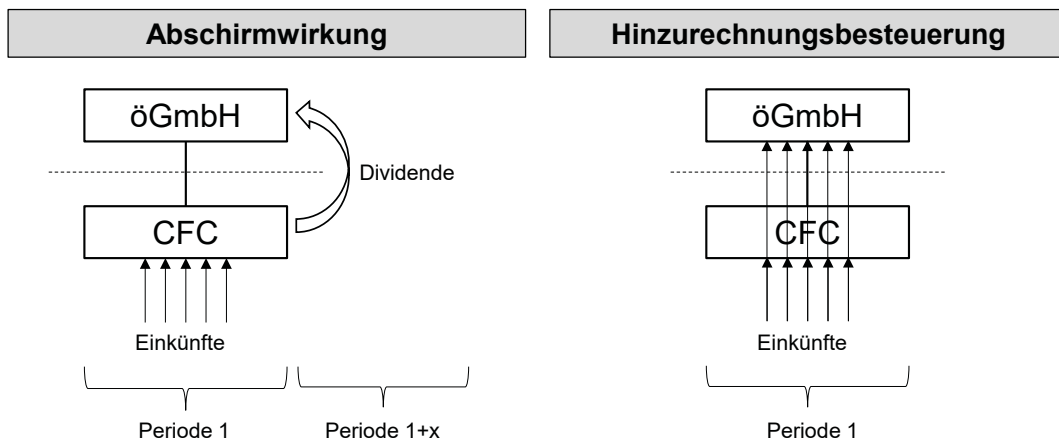 Abschirmwirkung
öGmbH
Dividende
CFC
Einkünfte
Periode 1
Periode 1+x
Hinzurechnungsbesteuerung
öGmbH
CFC
Einkünfte
Periode 1